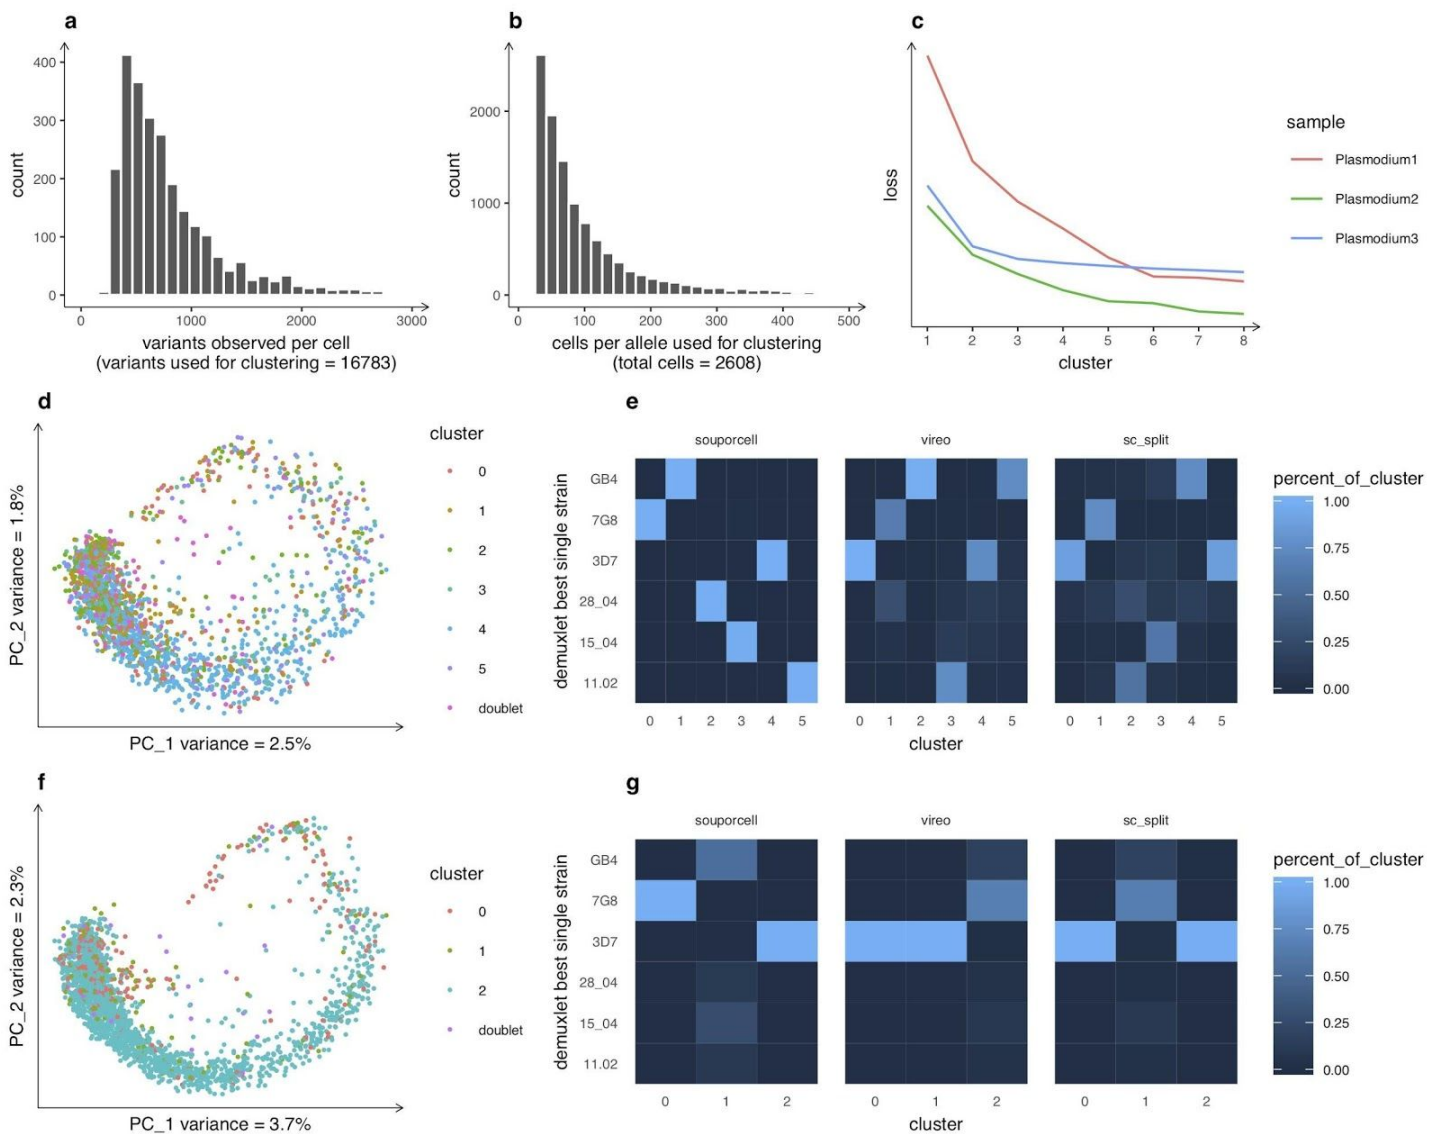 a
400
300
200
100
0
count
0
1000
2000
3000
variants observed per cell
(variants used for clustering = 16783)
b
2000
1000
0
count
0
100
200
300
400
500
cells per allele used for clustering
(total cells = 2608)
c
loss
1
2
3
4
5
6
7
8
cluster
sample
Plasmodium1
Plasmodium2
Plasmodium3
d
PC_2 variance = 1.8%
PC_1 variance = 2.5%
cluster
0
1
2
3
4
5
doublet
e
souporcell
vireo
sc_split
demuxlet best single strain
GB4
7G8
3D7
28_04
15_04
11.02
0 1 2 3 4 5
0 1 2 3 4 5
0 1 2 3 4 5
cluster
percent_of_cluster
1.00
0.75
0.50
0.25
0.00
f
PC_2 variance = 2.3%
PC_1 variance = 3.7%
cluster
0
1
2
doublet
g
souporcell
vireo
sc_split
demuxlet best single strain
GB4
7G8
3D7
28_04
15_04
11.02
0 1 2
0 1 2
0 1 2
cluster
percent_of_cluster
1.00
0.75
0.50
0.25
0.00